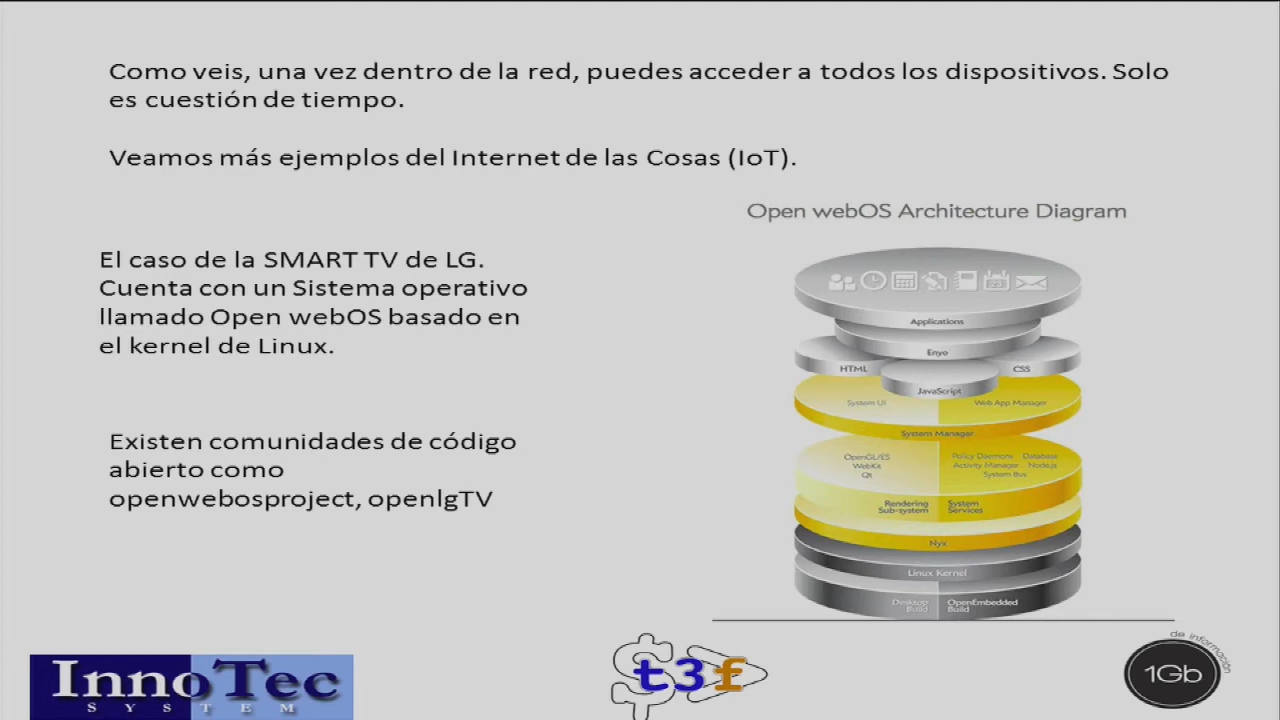 Como veis, una vez dentro de la red, puedes acceder a todos los dispositivos. Solo
es cuestión de tiempo.
Veamos más ejemplos del Internet de las Cosas (IoT).
Open webOS Architecture Diagram
El caso de la SMART TV de LG.
Cuenta con un Sistema operativo
llamado Open webOS basado en
el kernel de Linux.
Existen comunidades de código
abierto como
openwebosproject, openlgTV
Applications
Enyo
HTML
CSS
JavaScript
System UI
Web App Manager
System Manager
OpenGL/ES
WebKit
Qt
Policy Daemons Database
Activity Manager Node.js
System Bus
Rendering
Sub-system
System
Services
Nyx
Linux Kernel
Desktop
Build
OpenEmbedded
Build
InnoTec
SYSTEM
t3f
1Gb
de información